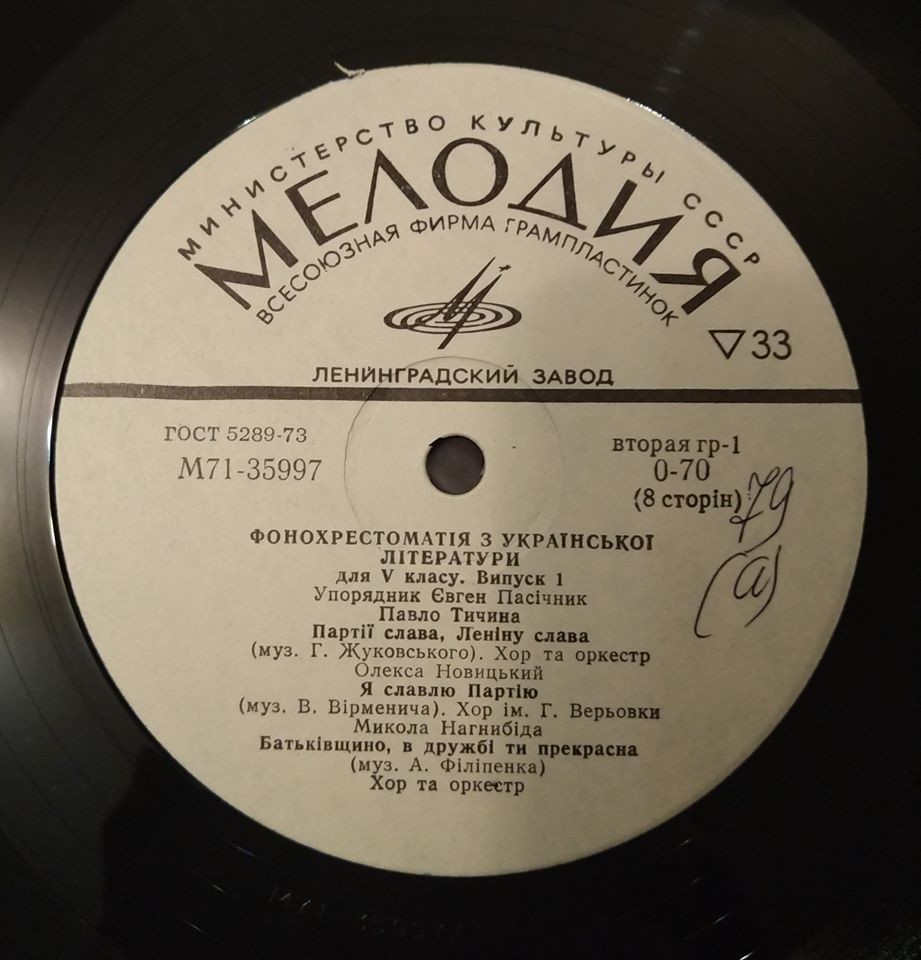 МИНИСТЕРСТВО КУЛЬТУРЫ СССР
МЕЛОДИЯ
ВСЕСОЮЗНАЯ ФИРМА ГРАМПЛАСТИНОК
33
ЛЕНИНГРАДСКИЙ ЗАВОД
ГОСТ 5289-73
М71-35997
вторая гр-1
0-70
(8 сторін)
79
(а)
ФОНОХРЕСТОМАТІЯ З УКРАЇНСЬКОЇ
ЛІТЕРАТУРИ
для V класу. Випуск 1
Упорядник Євген Пасічник
Павло Тичина
Партії слава, Леніну слава
(муз. Г. Жуковського). Хор та оркестр
Олекса Новицький
Я славлю Партію
(муз. В. Вірменича). Хор ім. Г. Верьовки
Микола Нагнибіда
Батьківщино, в дружбі ти прекрасна
(муз. А. Філіпенка)
Хор та оркестр